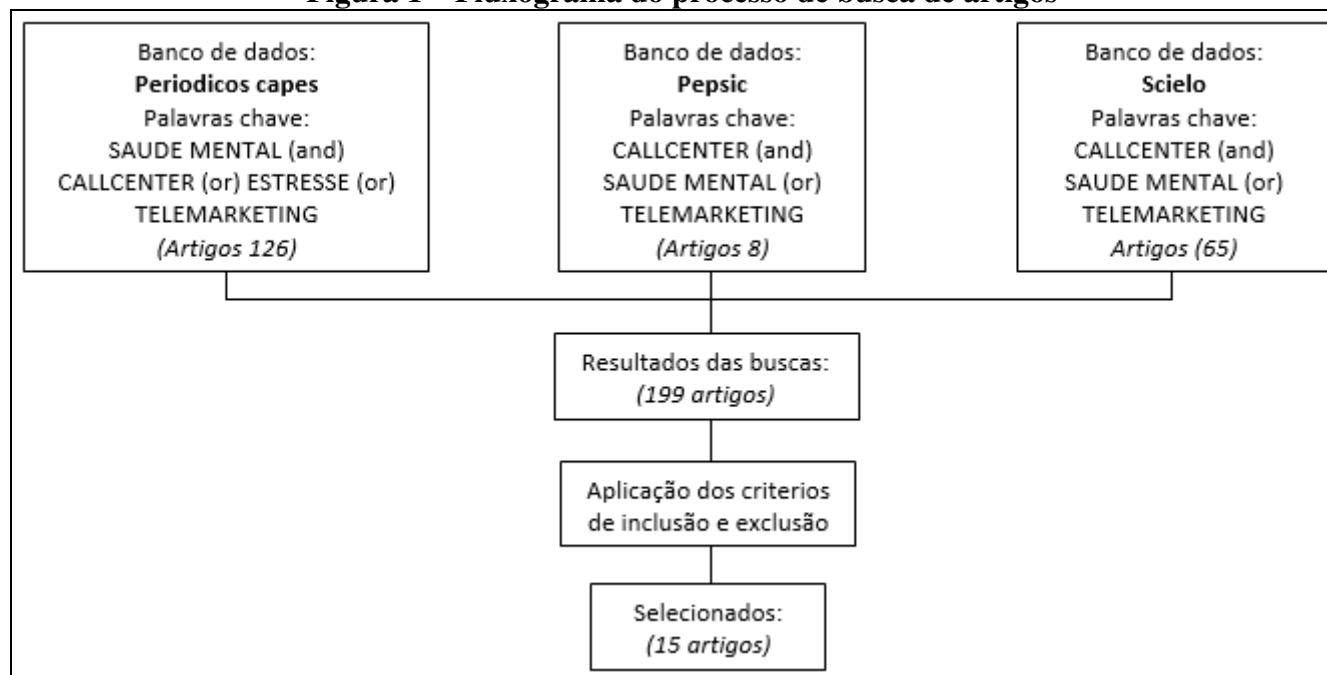 Figura 1 – Fluxograma do processo de busca de artigos
Banco de dados:
Periodicos capes
Palavras chave:
SAUDE MENTAL (and)
CALLCENTER (or) ESTRESSE (or)
TELEMARKETING
(Artigos 126)
Banco de dados:
Pepsic
Palavras chave:
CALLCENTER (and)
SAUDE MENTAL (or)
TELEMARKETING
(Artigos 8)
Banco de dados:
Scielo
Palavras chave:
CALLCENTER (and)
SAUDE MENTAL (or)
TELEMARKETING
Artigos (65)
Resultados das buscas:
(199 artigos)
Aplicação dos criterios
de inclusão e exclusão
Selecionados:
(15 artigos)